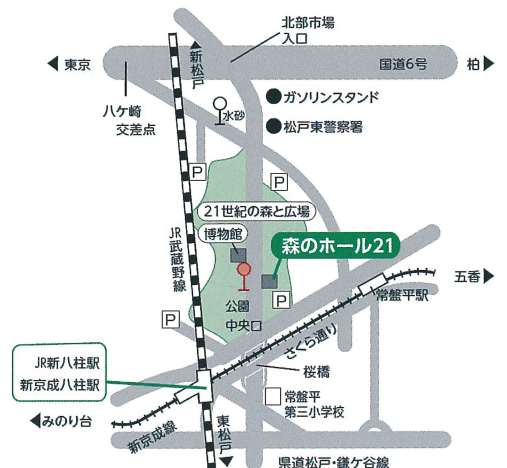 北部市場
入口
東京
新松戸
国道6号
柏
八ケ崎
交差点
水砂
ガソリンスタンド
松戸東警察署
P
P
21世紀の森と広場
博物館
森のホール21
JR武蔵野線
公園
中央口
P
P
五香
常盤平駅
さくら通り
JR新八柱駅
新京成八柱駅
桜橋
常盤平
第三小学校
みのり台
新京成線
東松戸
県道松戸・鎌ケ谷線